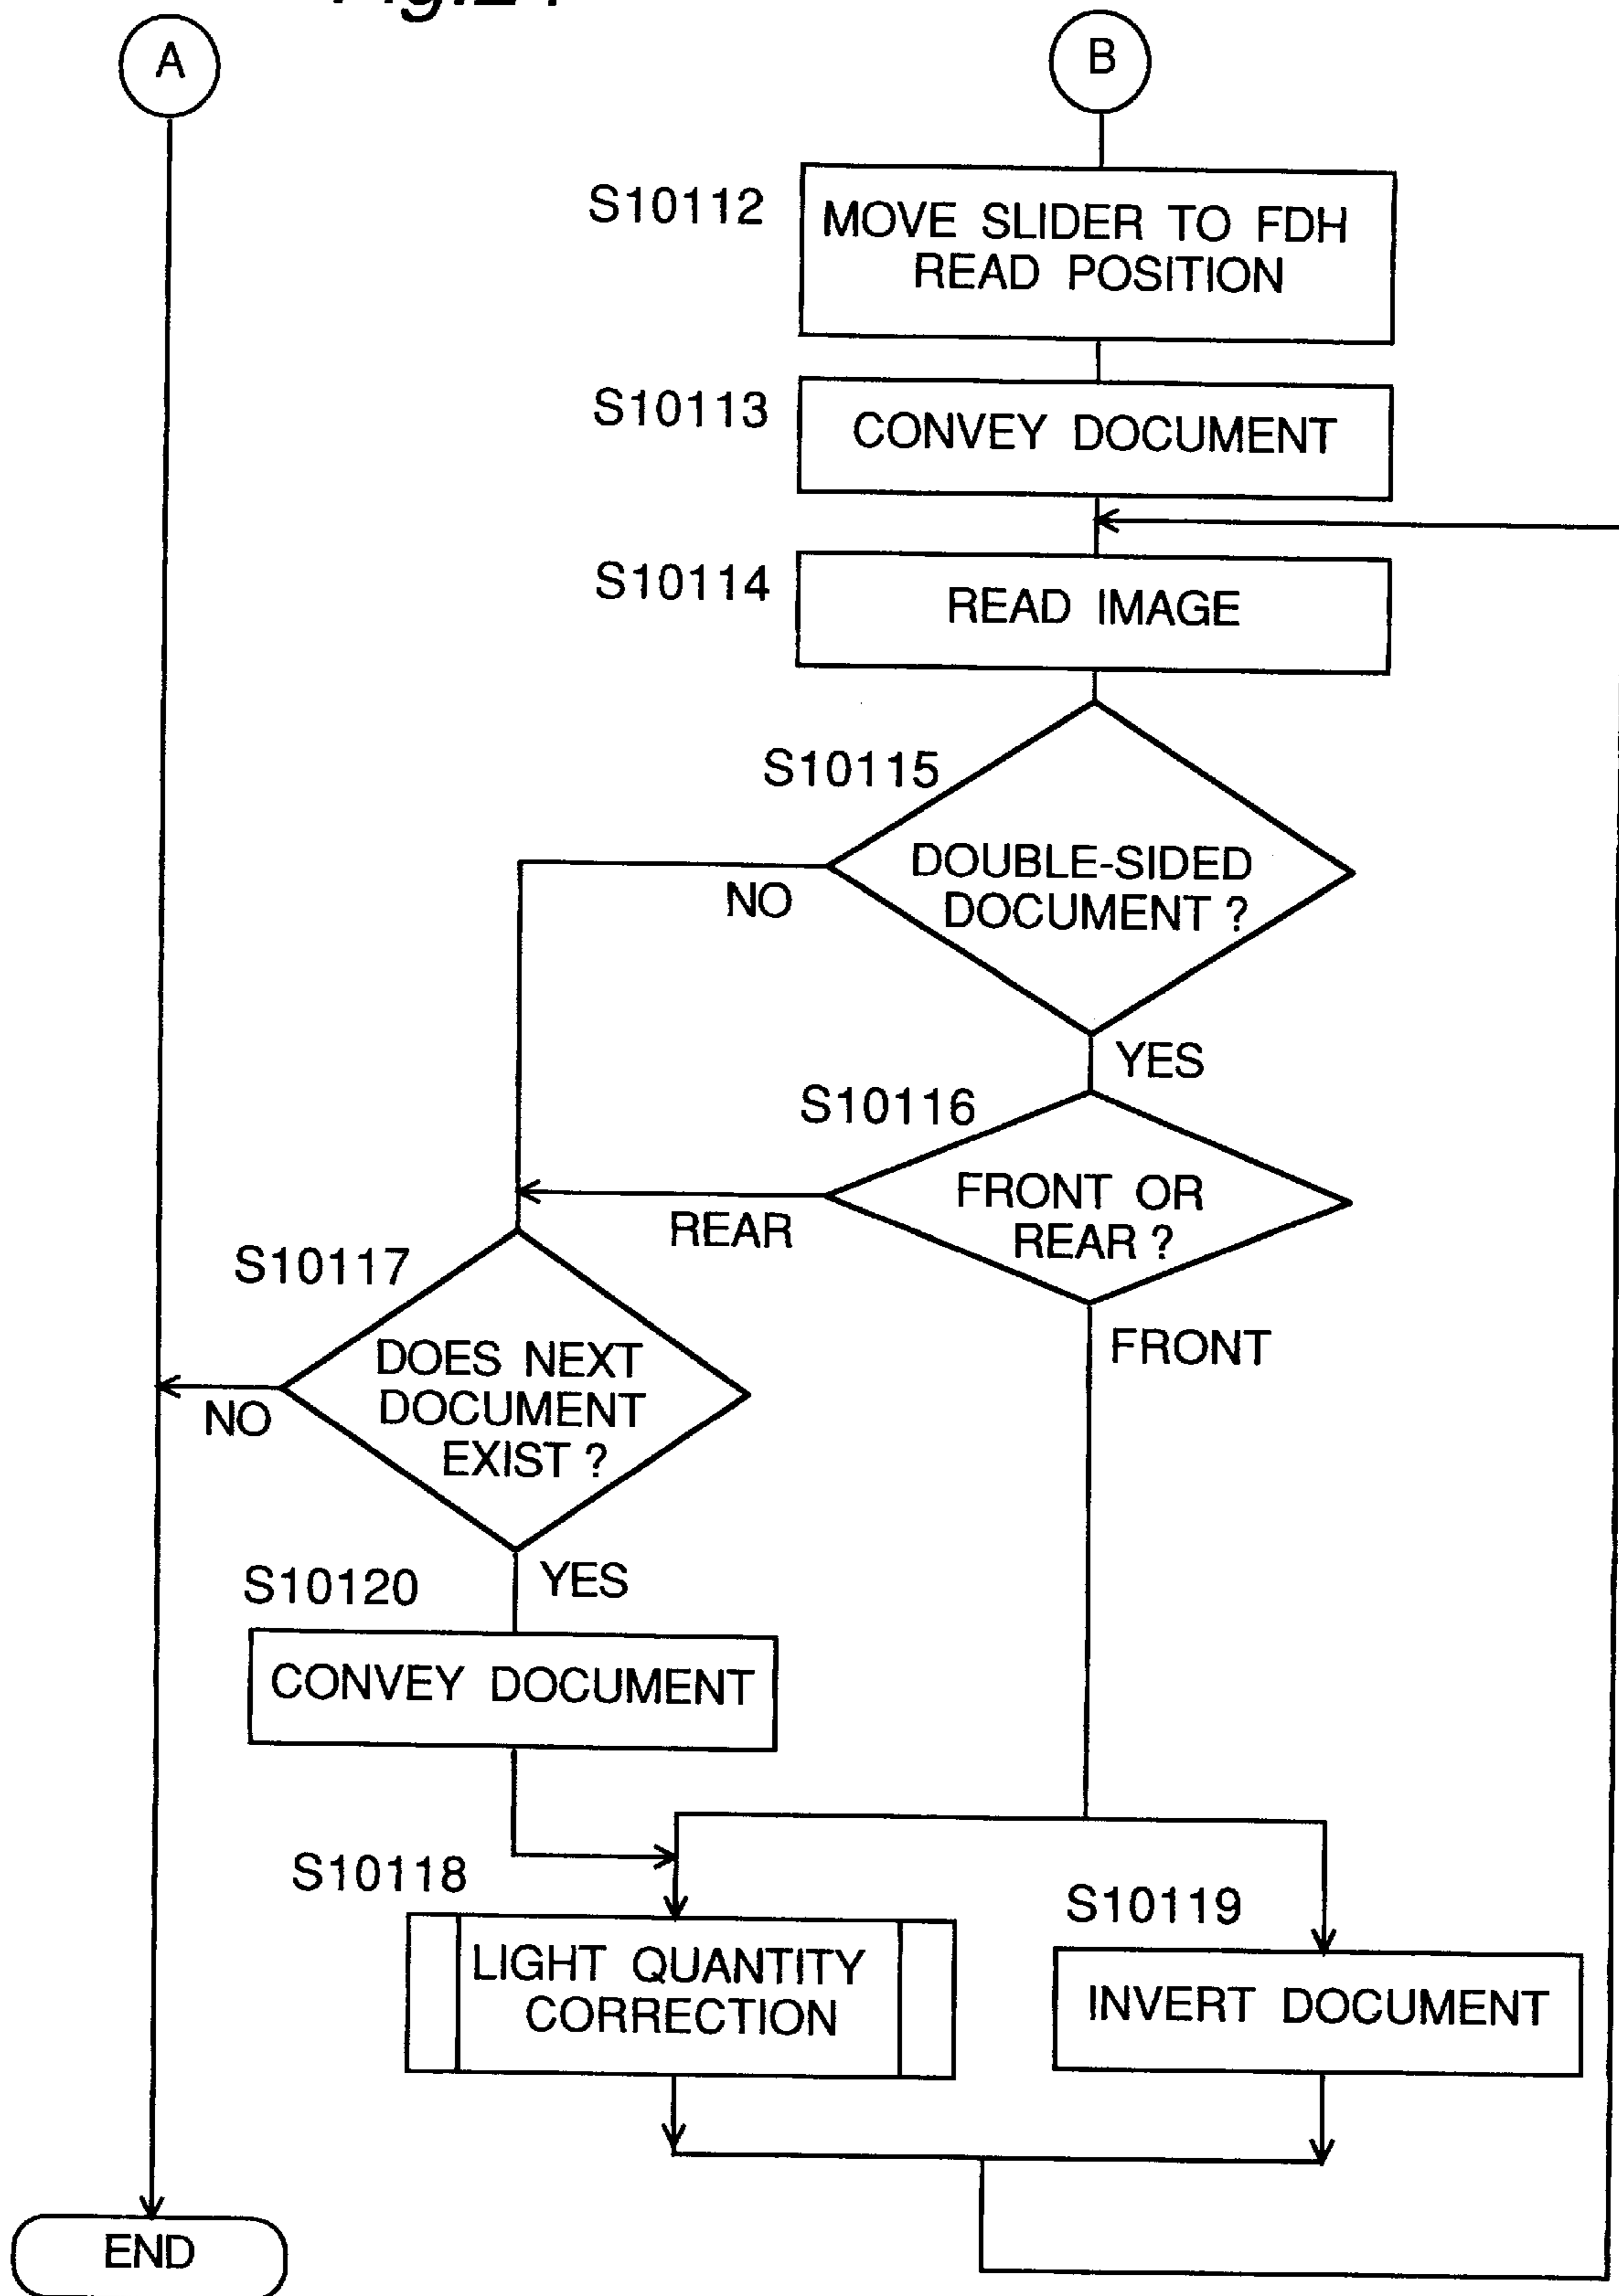 A
B
S10112
MOVE SLIDER TO FDH
READ POSITION
S10113
CONVEY DOCUMENT
S10114
READ IMAGE
S10115
DOUBLE-SIDED
DOCUMENT ?
NO
YES
S10116
FRONT OR
REAR ?
REAR
FRONT
S10117
DOES NEXT
DOCUMENT
EXIST ?
NO
YES
S10120
CONVEY DOCUMENT
S10118
LIGHT QUANTITY
CORRECTION
S10119
INVERT DOCUMENT
END